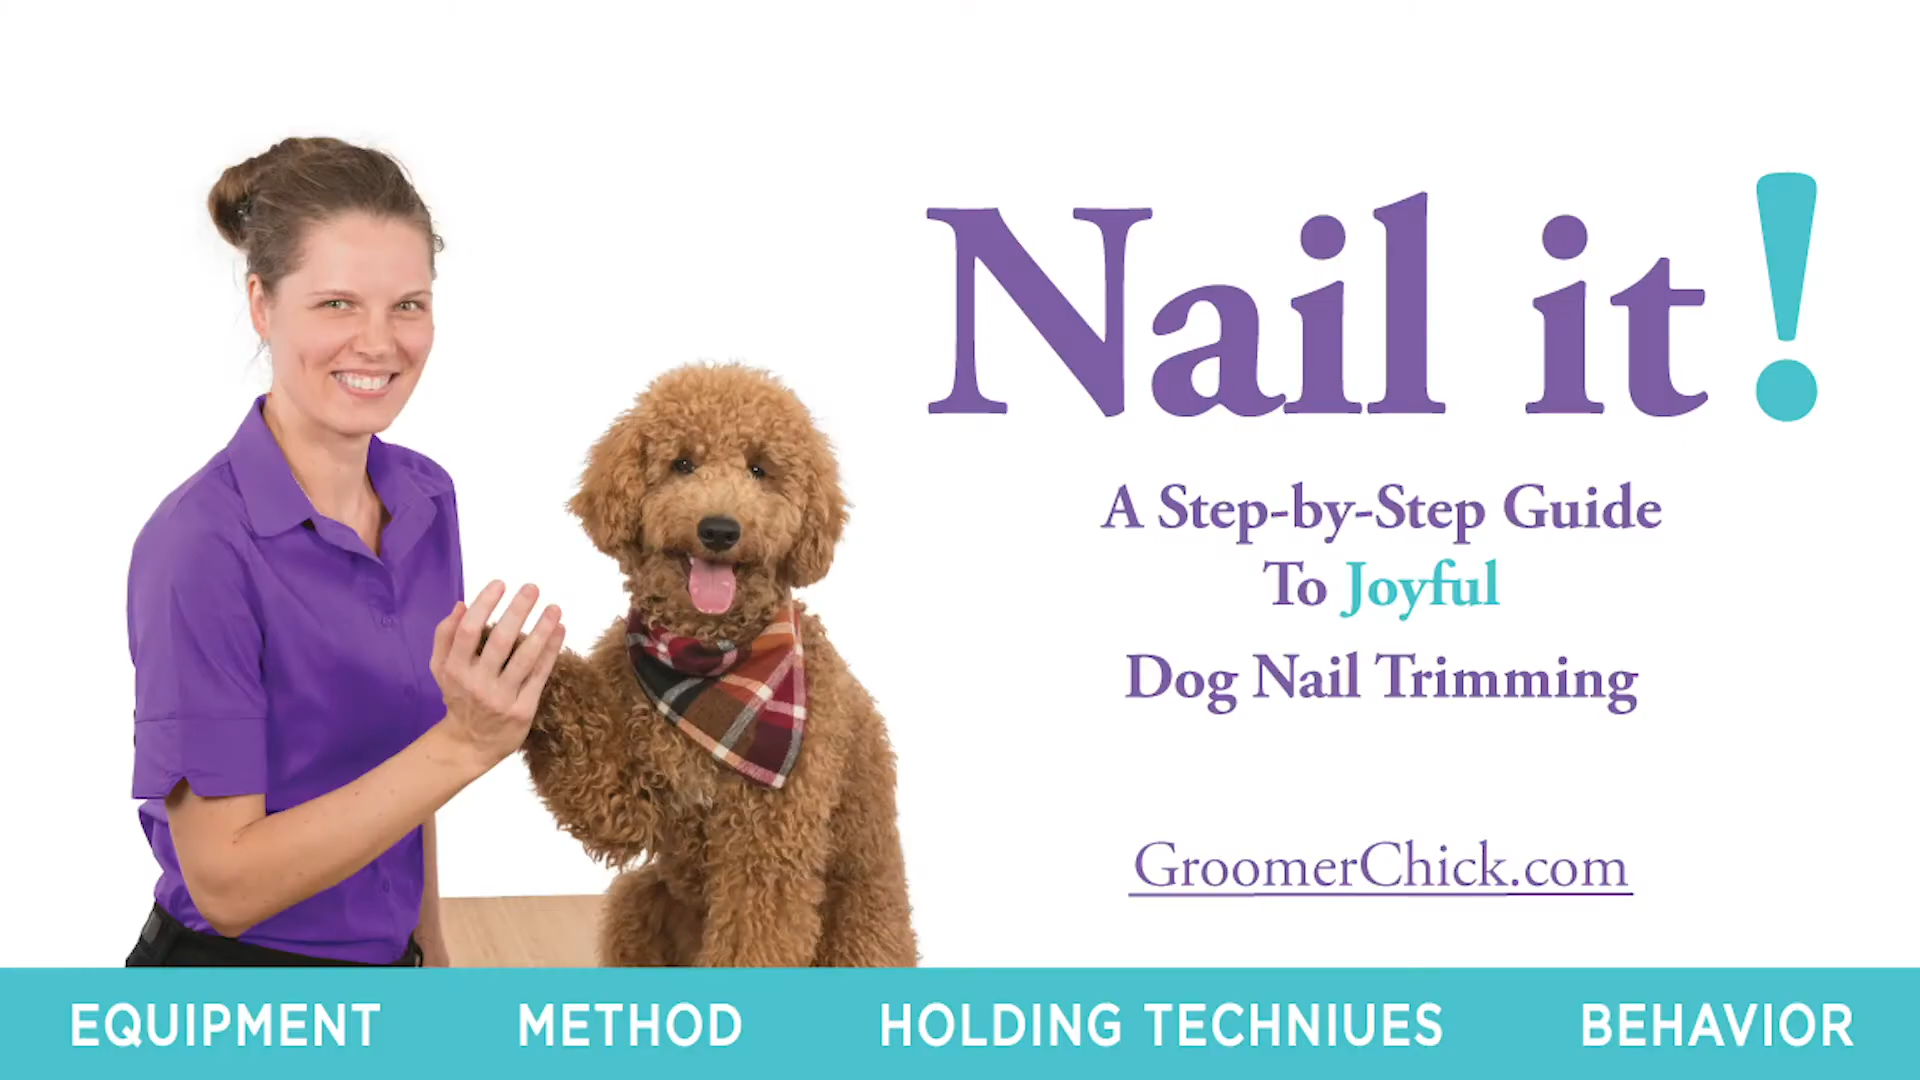 Nail it!
A Step-by-Step Guide
To Joyful
Dog Nail Trimming
GroomerChick.com
EQUIPMENT METHOD HOLDING TECHNIUES BEHAVIOR